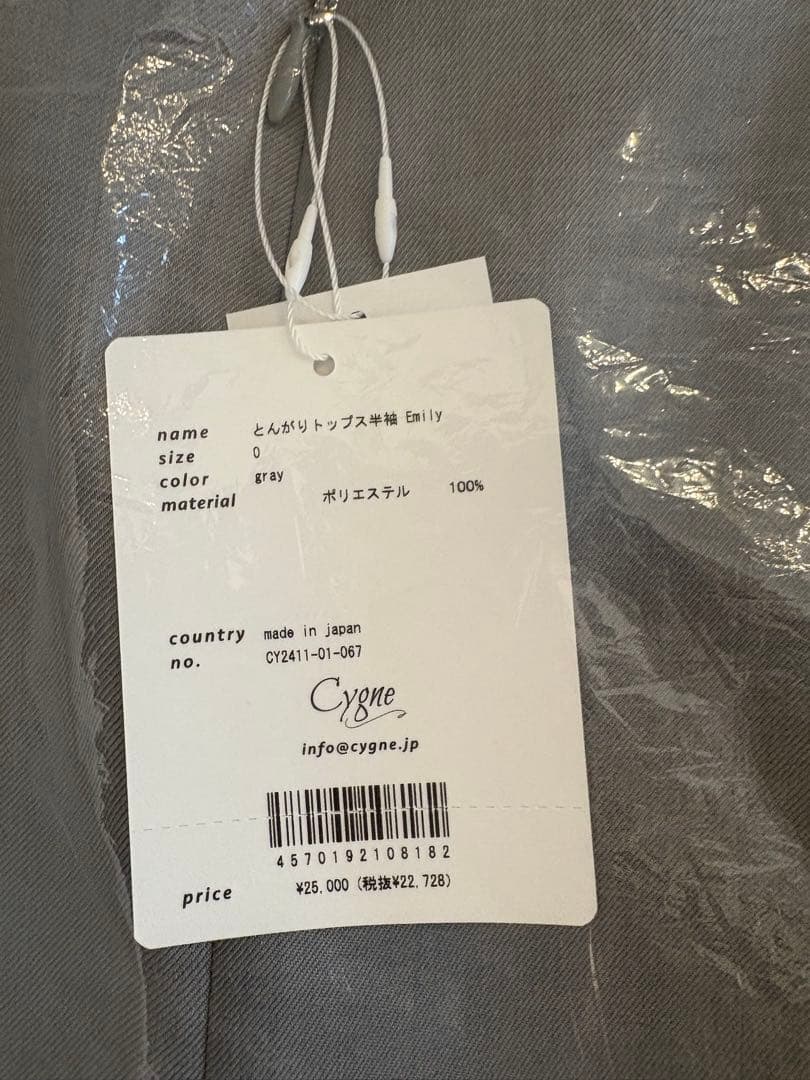 name とんがりトップス半袖 Emily
size 0
color gray
material ポリエステル 100%
country made in japan
no. CY2411-01-067
Cygne
info@cygne.jp
4570192108182
price ¥25,000 (税抜¥22,728)